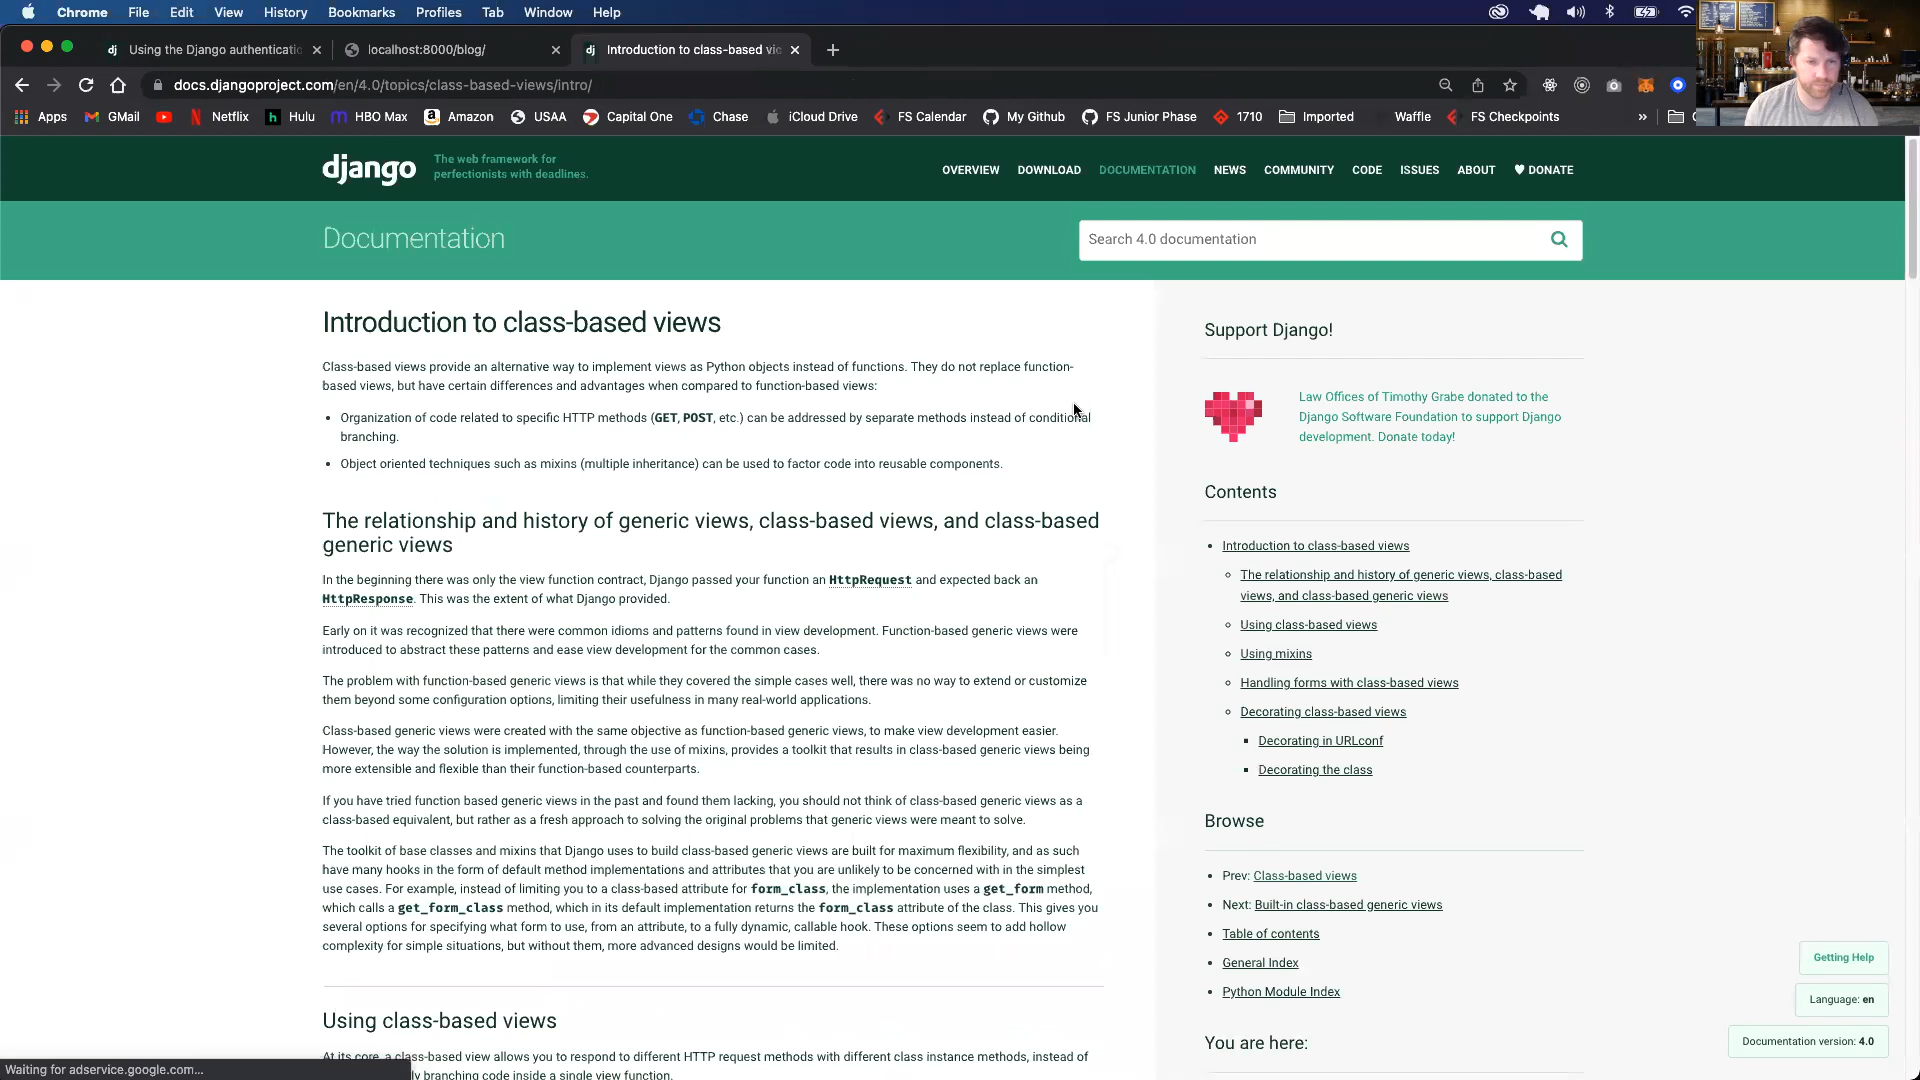 Chrome File Edit View History Bookmarks Profiles Tab Window Help
Using the Django authenticatio
localhost:8000/blog/
Introduction to class-based vie
docs.djangoproject.com/en/4.0/topics/class-based-views/intro/
Apps GMail Netflix Hulu HBO Max Amazon USAA Capital One Chase iCloud Drive FS Calendar My Github FS Junior Phase 1710 Imported Waffle FS Checkpoints »
django
The web framework for
perfectionists with deadlines.
OVERVIEW DOWNLOAD DOCUMENTATION NEWS COMMUNITY CODE ISSUES ABOUT ♥ DONATE
Documentation
Search 4.0 documentation
Introduction to class-based views
Class-based views provide an alternative way to implement views as Python objects instead of functions. They do not replace function-
based views, but have certain differences and advantages when compared to function-based views:
• Organization of code related to specific HTTP methods (GET, POST, etc.) can be addressed by separate methods instead of conditional
branching.
• Object oriented techniques such as mixins (multiple inheritance) can be used to factor code into reusable components.
The relationship and history of generic views, class-based views, and class-based
generic views
In the beginning there was only the view function contract, Django passed your function an HttpRequest and expected back an
HttpResponse. This was the extent of what Django provided.
Early on it was recognized that there were common idioms and patterns found in view development. Function-based generic views were
introduced to abstract these patterns and ease view development for the common cases.
The problem with function-based generic views is that while they covered the simple cases well, there was no way to extend or customize
them beyond some configuration options, limiting their usefulness in many real-world applications.
Class-based generic views were created with the same objective as function-based generic views, to make view development easier.
However, the way the solution is implemented, through the use of mixins, provides a toolkit that results in class-based generic views being
more extensible and flexible than their function-based counterparts.
If you have tried function based generic views in the past and found them lacking, you should not think of class-based generic views as a
class-based equivalent, but rather as a fresh approach to solving the original problems that generic views were meant to solve.
The toolkit of base classes and mixins that Django uses to build class-based generic views are built for maximum flexibility, and as such
have many hooks in the form of default method implementations and attributes that you are unlikely to be concerned with in the simplest
use cases. For example, instead of limiting you to a class-based attribute for form_class, the implementation uses a get_form method,
which calls a get_form_class method, which in its default implementation returns the form_class attribute of the class. This gives you
several options for specifying what form to use, from an attribute, to a fully dynamic, callable hook. These options seem to add hollow
complexity for simple situations, but without them, more advanced designs would be limited.
Using class-based views
At its core, a class-based view allows you to respond to different HTTP request methods with different class instance methods, instead of
ly branching code inside a single view function.
Waiting for adservice.google.com...
Support Django!
Law Offices of Timothy Grabe donated to the
Django Software Foundation to support Django
development. Donate today!
Contents
• Introduction to class-based views
◦ The relationship and history of generic views, class-based
views, and class-based generic views
◦ Using class-based views
◦ Using mixins
◦ Handling forms with class-based views
◦ Decorating class-based views
▪ Decorating in URLconf
▪ Decorating the class
Browse
• Prev: Class-based views
• Next: Built-in class-based generic views
• Table of contents
• General Index
• Python Module Index
You are here:
Getting Help
Language: en
Documentation version: 4.0